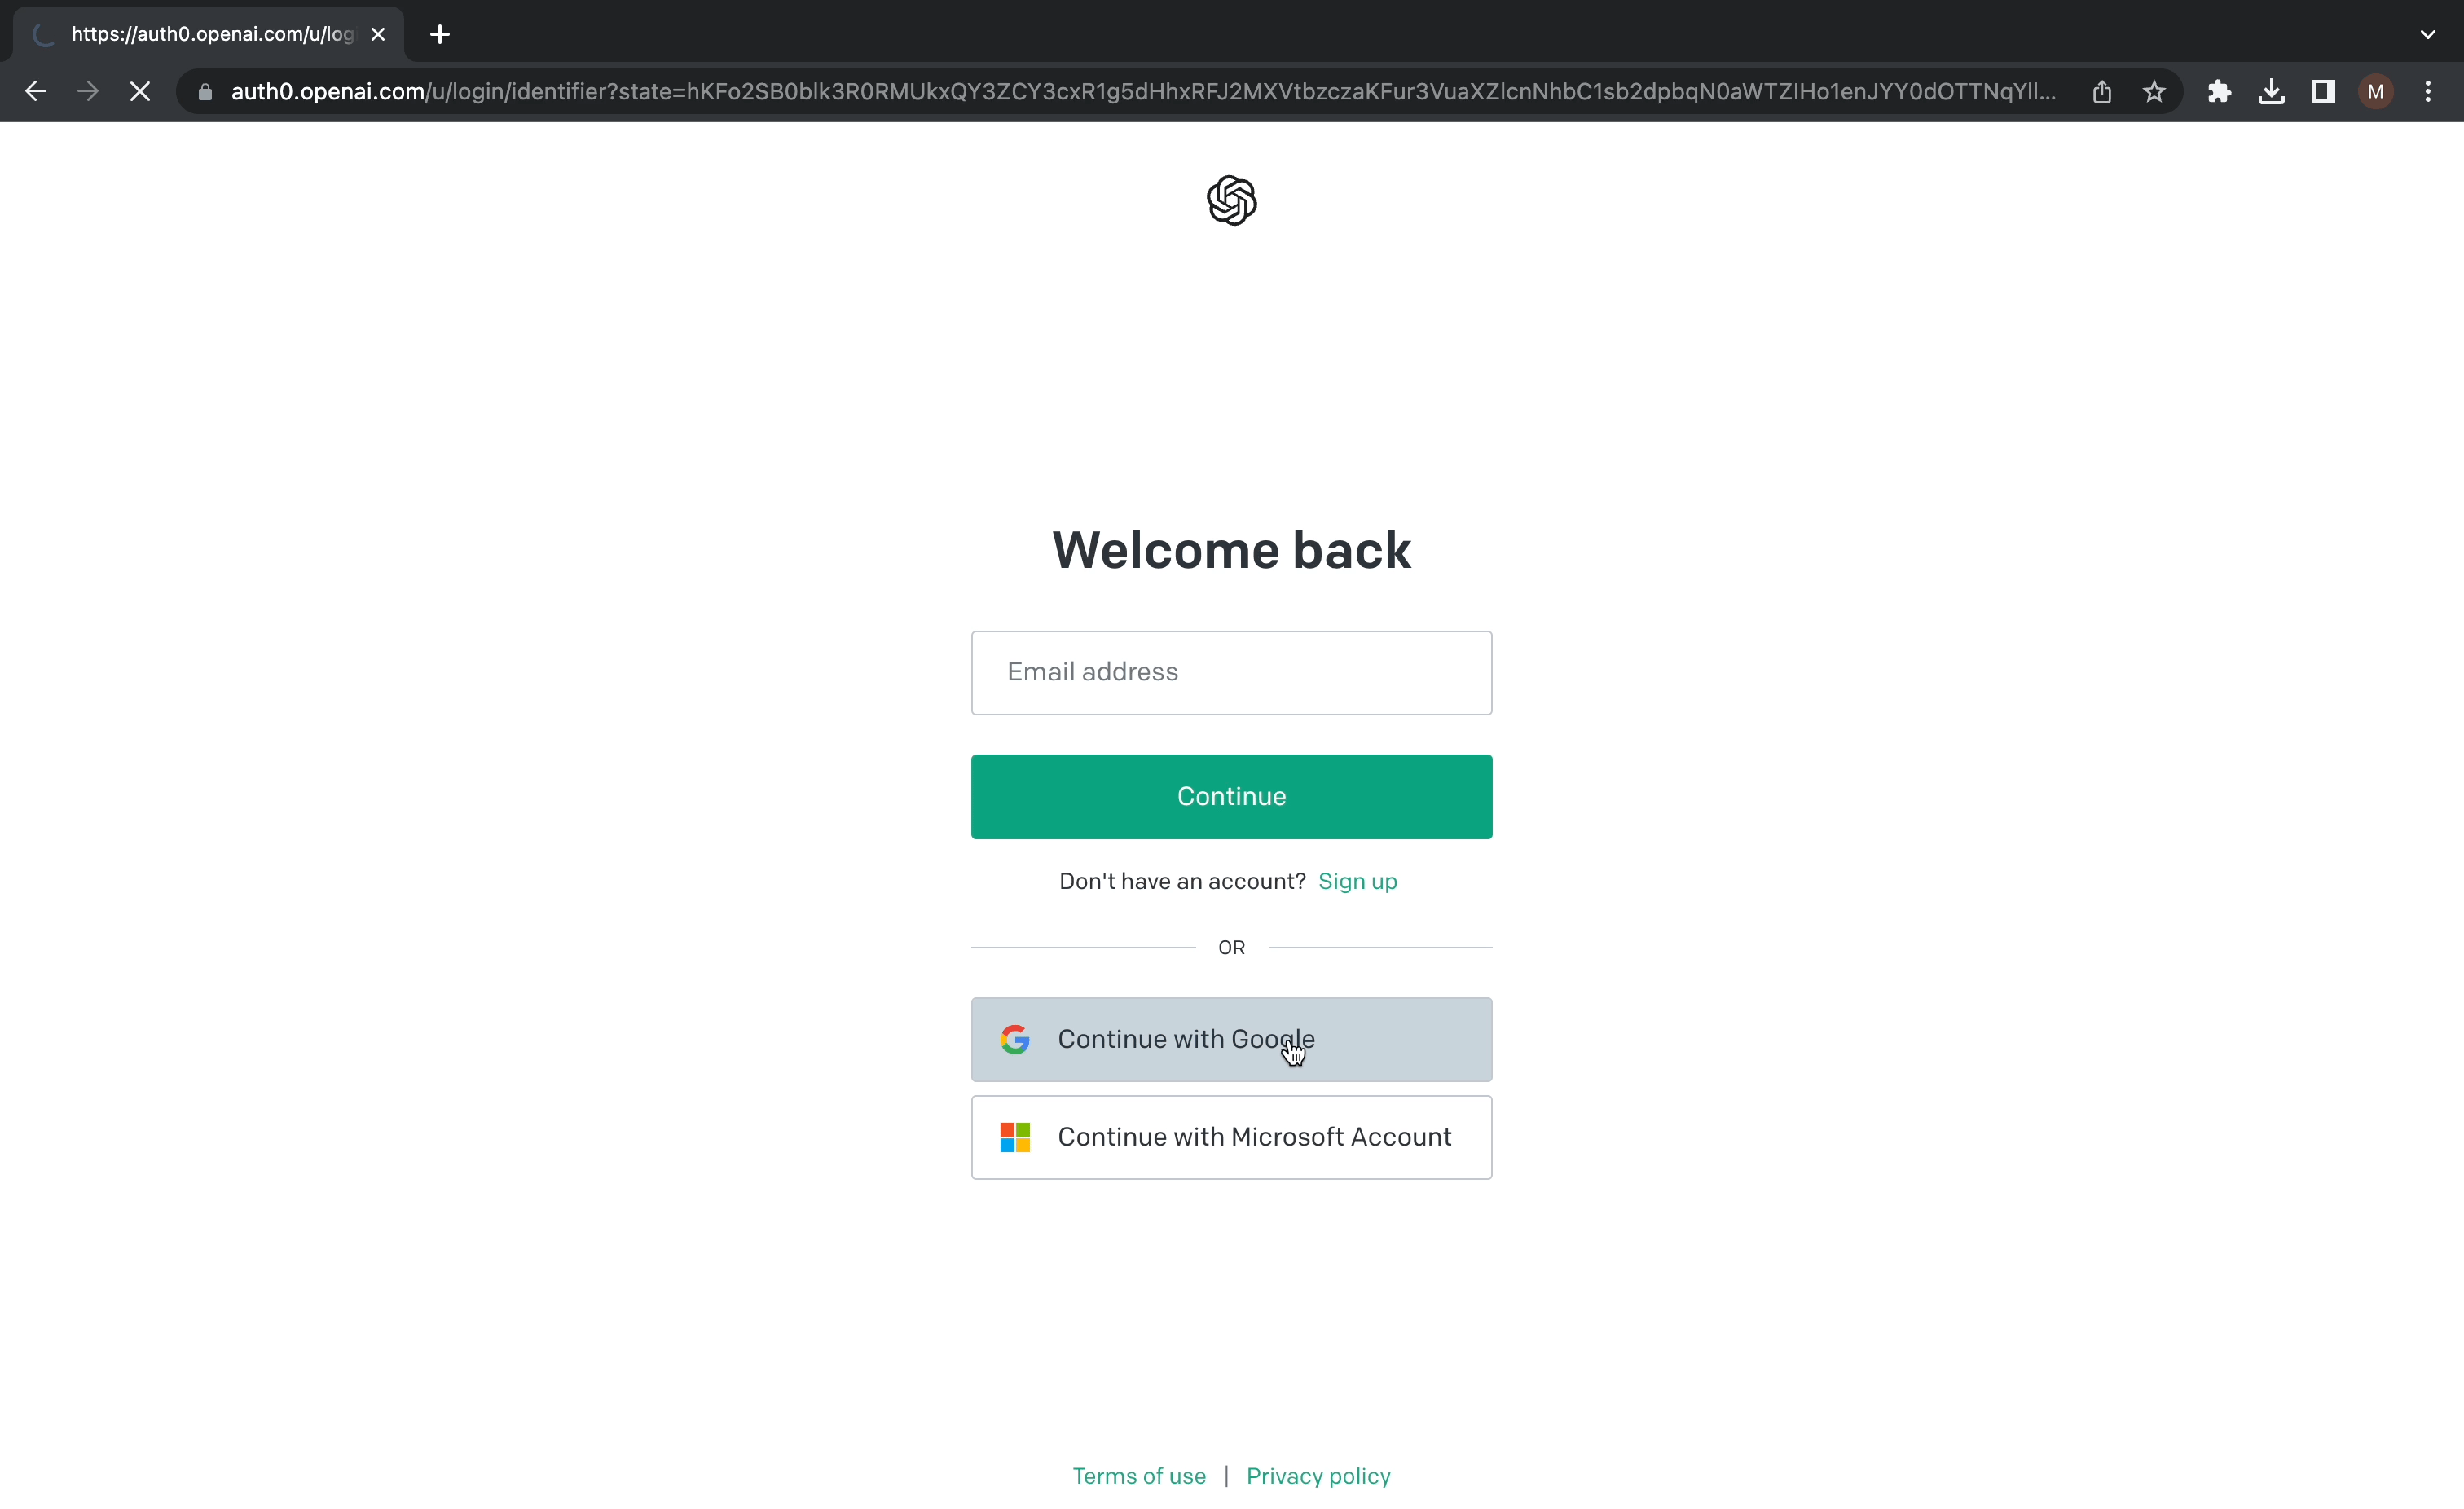 https://auth0.openai.com/u/log
auth0.openai.com/u/login/identifier?state=hKFo2SB0blk3R0RMUkxQY3ZCY3cxR1g5dHhxRFJ2MXVtbzczaKFur3VuaXZlcnNhbC1sb2dpbqN0aWTZIHo1enJYY0dOTTNqYll...
M
Welcome back
Email address
Continue
Don't have an account? Sign up
OR
Continue with Google
Continue with Microsoft Account
Terms of use | Privacy policy